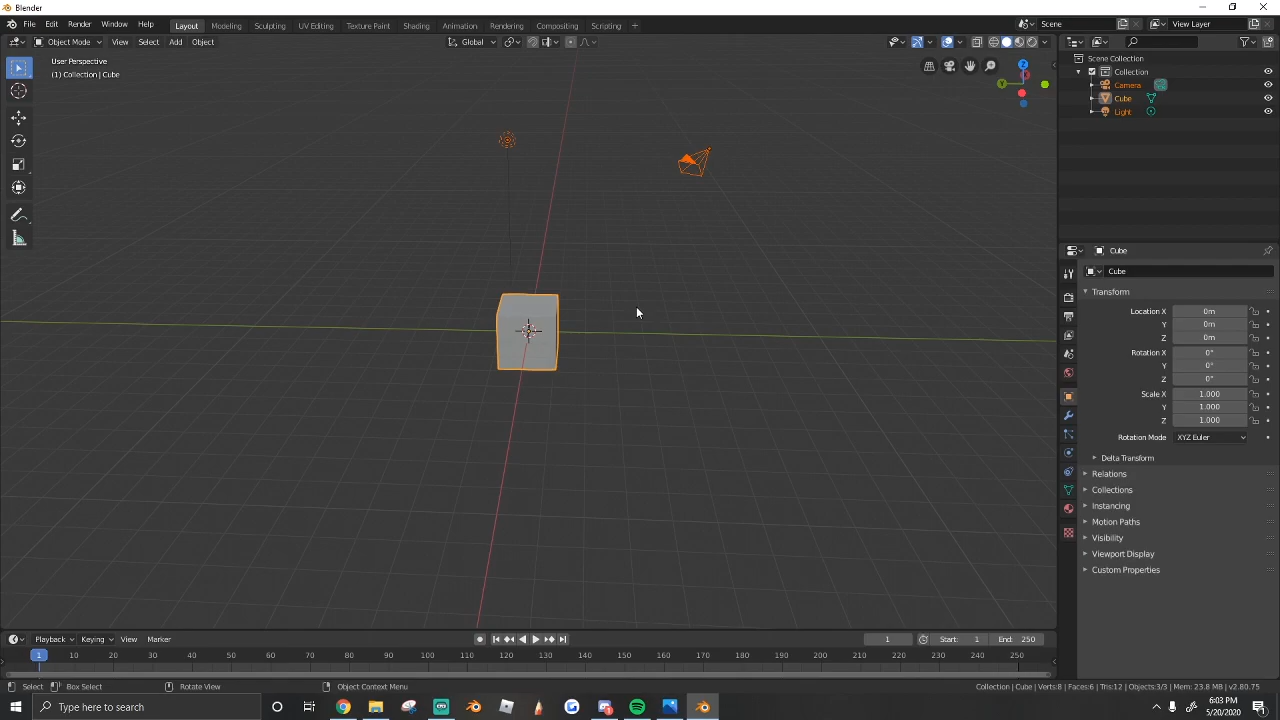 Blender
File Edit Render Window Help
Layout Modeling Sculpting UV Editing Texture Paint Shading Animation Rendering Compositing Scripting +
Scene
View Layer
Object Mode View Select Add Object
Global
User Perspective
(1) Collection | Cube
Z
Y
Scene Collection
Collection
Camera
Cube
Light
Cube
Cube
Transform
Location X 0m
Y 0m
Z 0m
Rotation X 0°
Y 0°
Z 0°
Scale X 1.000
Y 1.000
Z 1.000
Rotation Mode XYZ Euler
Delta Transform
Relations
Collections
Instancing
Motion Paths
Visibility
Viewport Display
Custom Properties
Playback Keying View Marker
1
Start: 1 End: 250
1 10 20 30 40 50 60 70 80 90 100 110 120 130 140 150 160 170 180 190 200 210 220 230 240 250
Select Box Select Rotate View Object Context Menu
Collection | Cube | Verts:8 | Faces:6 | Tris:12 | Objects:3/3 | Mem: 23.8 MB | v2.80.75
Type here to search
6:03 PM
5/20/2020